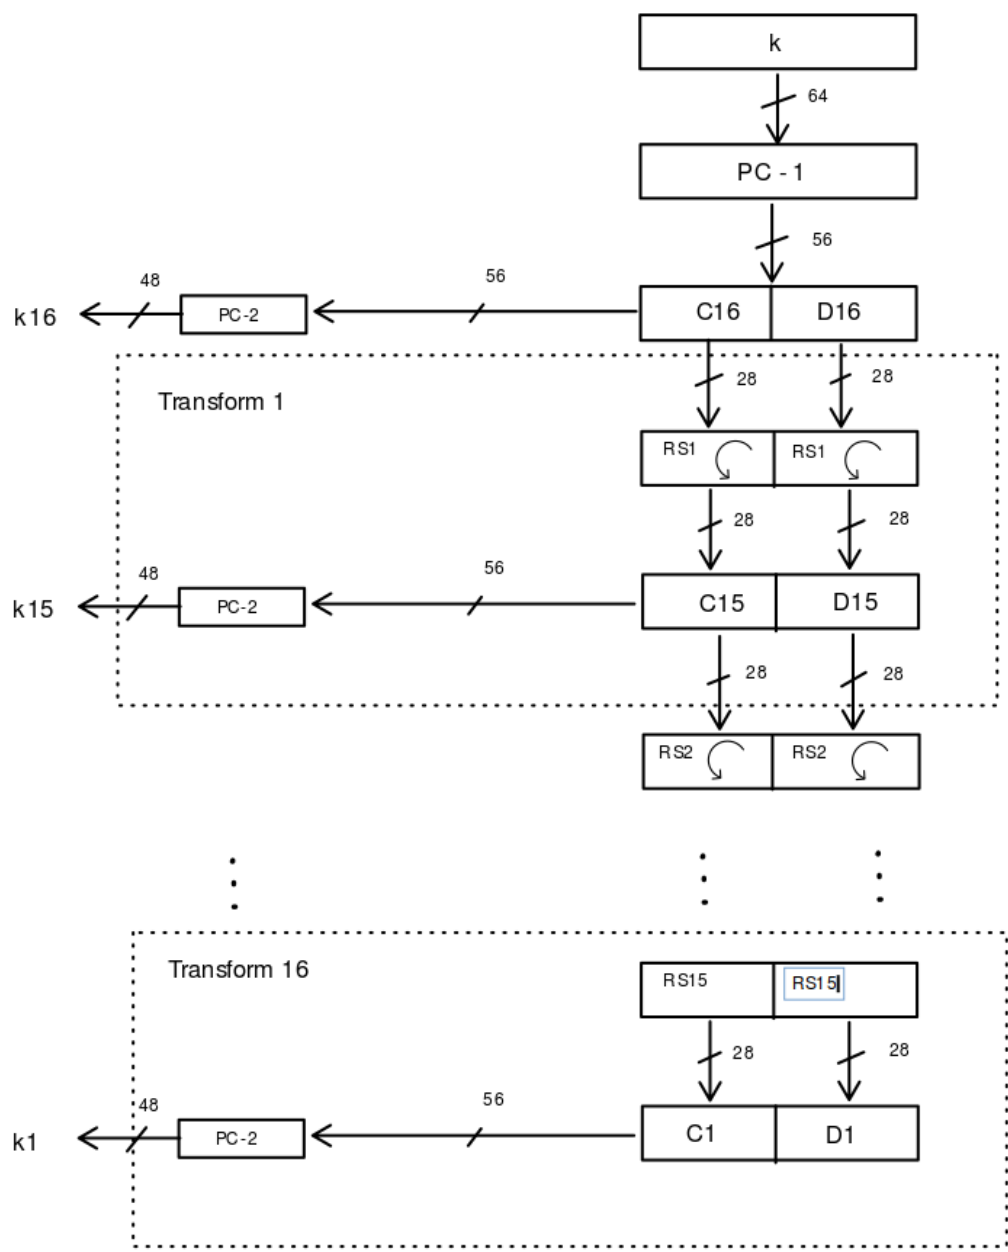 k
64
PC - 1
56
k16
48
PC-2
56
C16
D16
Transform 1
28
28
RS1
RS1
28
28
k15
48
PC-2
56
C15
D15
28
28
RS2
RS2
Transform 16
RS15
RS15
28
28
k1
48
PC-2
56
C1
D1